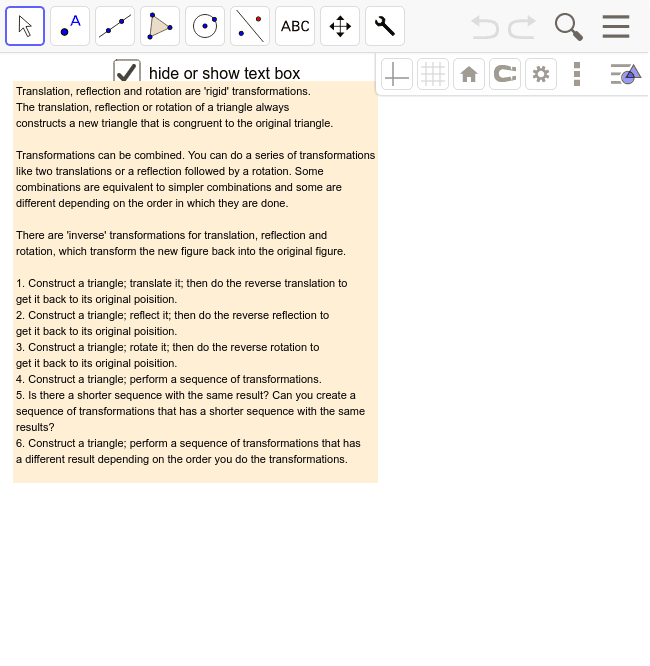 A
ABC
hide or show text box
Translation, reflection and rotation are 'rigid' transformations.
The translation, reflection or rotation of a triangle always
constructs a new triangle that is congruent to the original triangle.
Transformations can be combined. You can do a series of transformations
like two translations or a reflection followed by a rotation. Some
combinations are equivalent to simpler combinations and some are
different depending on the order in which they are done.
There are 'inverse' transformations for translation, reflection and
rotation, which transform the new figure back into the original figure.
1. Construct a triangle; translate it; then do the reverse translation to
get it back to its original poisition.
2. Construct a triangle; reflect it; then do the reverse reflection to
get it back to its original poisition.
3. Construct a triangle; rotate it; then do the reverse rotation to
get it back to its original poisition.
4. Construct a triangle; perform a sequence of transformations.
5. Is there a shorter sequence with the same result? Can you create a
sequence of transformations that has a shorter sequence with the same
results?
6. Construct a triangle; perform a sequence of transformations that has
a different result depending on the order you do the transformations.